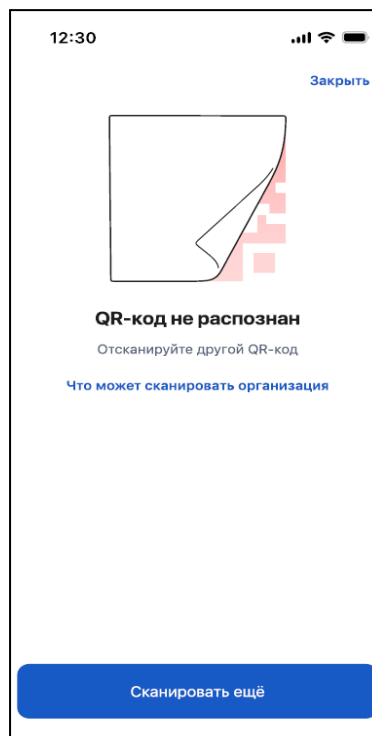 12:30
Закрыть
QR-код не распознан
Отсканируйте другой QR-код
Что может сканировать организация
Сканировать ещё